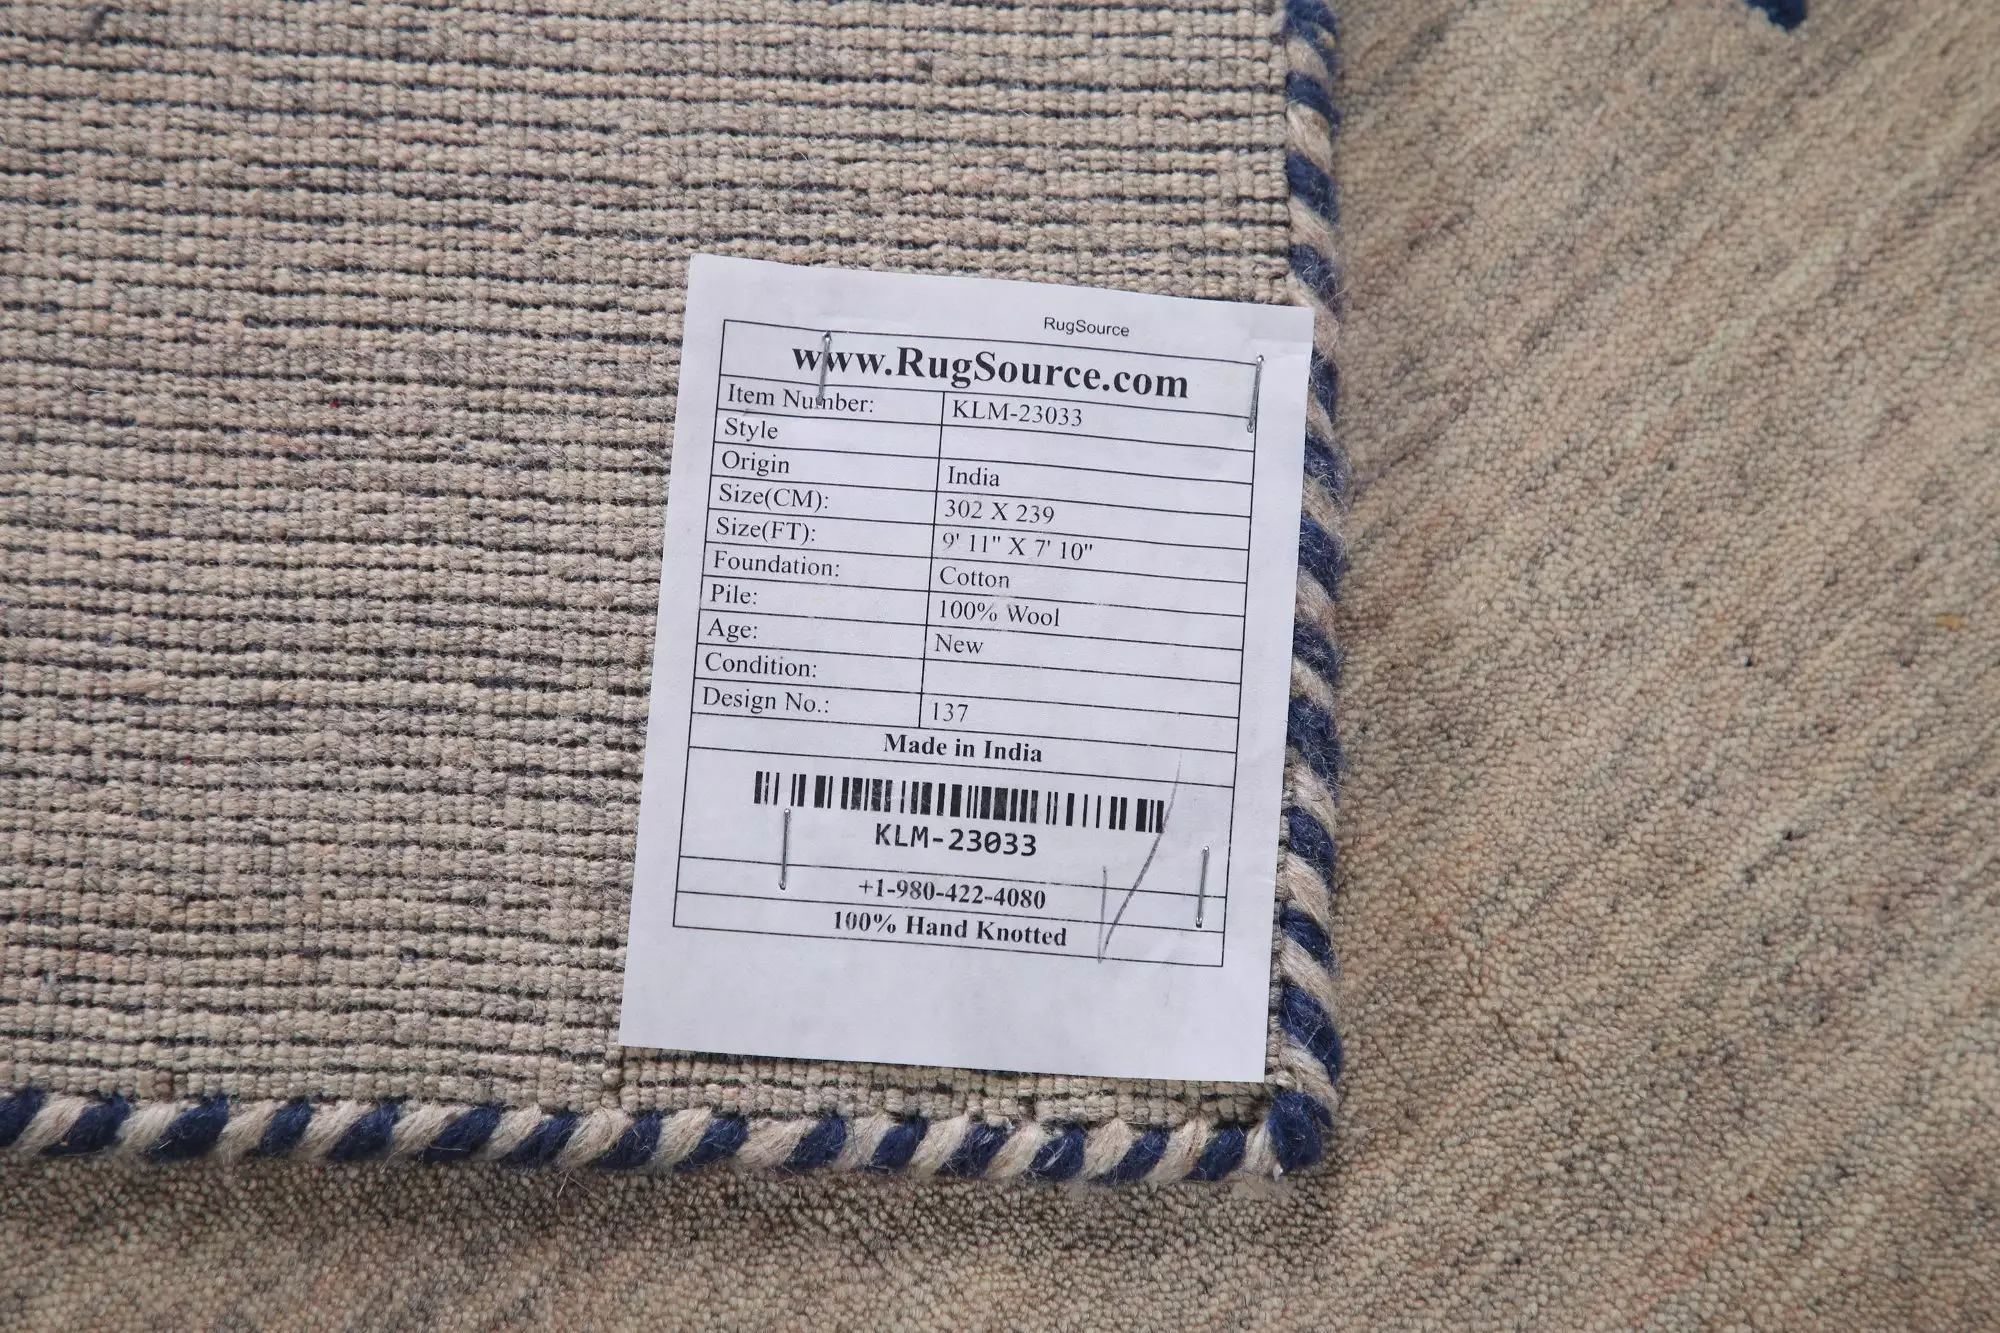 RugSource
www.RugSource.com
Item Number: KLM-23033
Style
Origin India
Size(CM): 302 X 239
Size(FT): 9' 11" X 7' 10"
Foundation: Cotton
Pile: 100% Wool
Age: New
Condition:
Design No.: 137
Made in India
KLM-23033
+1-980-422-4080
100% Hand Knotted